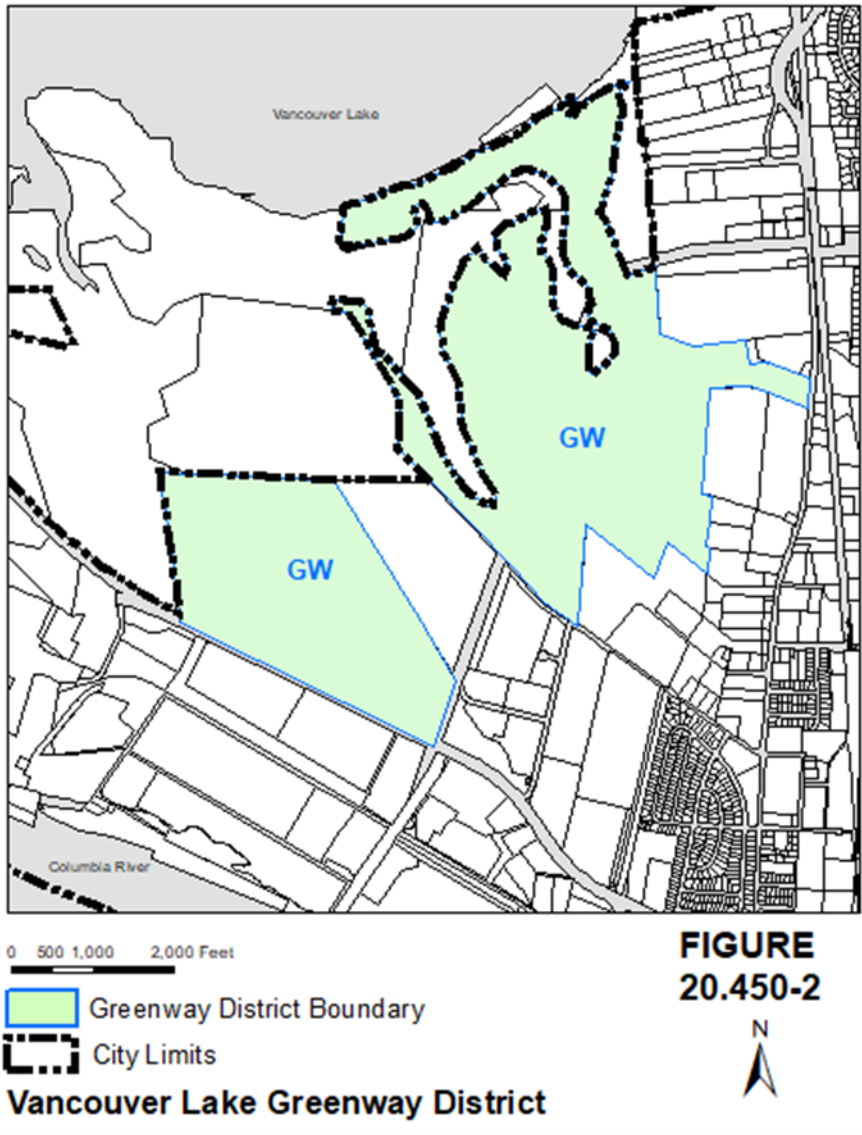 Vancouver Lake
GW
GW
Columbia River
0 500 1,000 2,000 Feet
FIGURE
20.450-2
Greenway District Boundary
N
City Limits
Vancouver Lake Greenway District